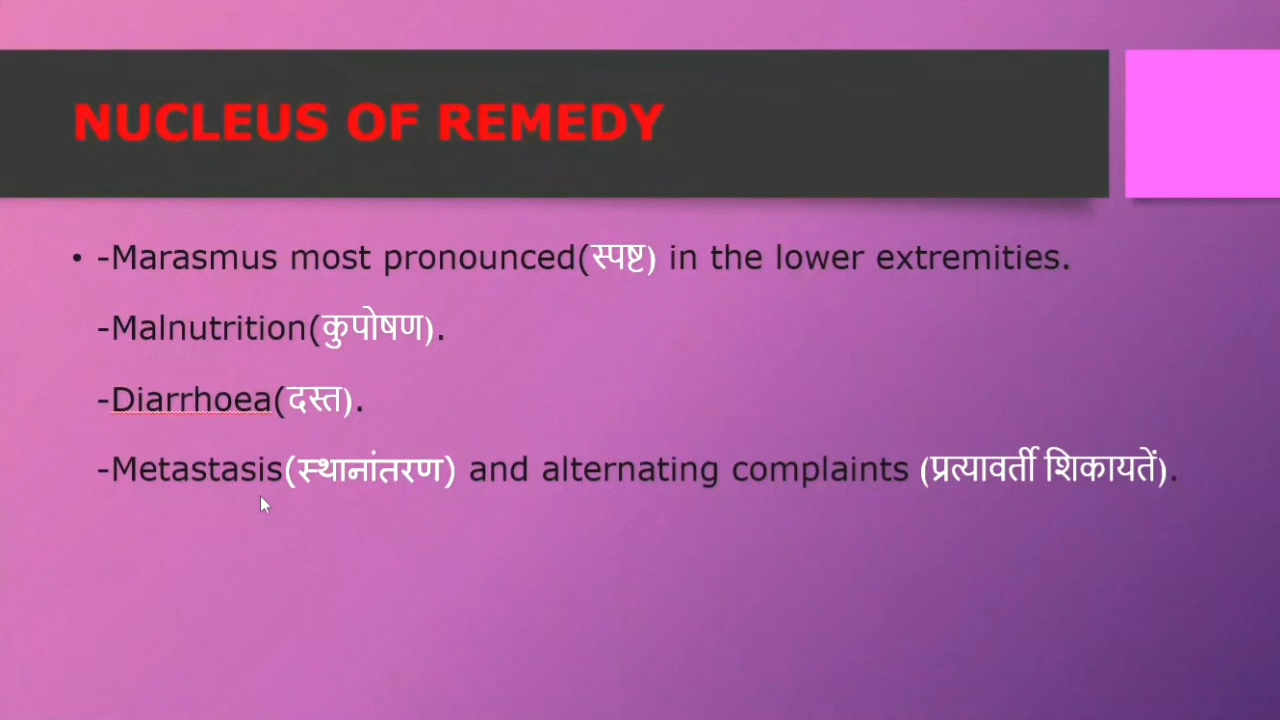 NUCLEUS OF REMEDY
• -Marasmus most pronounced(स्पष्ट) in the lower extremities.
-Malnutrition(कुपोषण).
-Diarrhoea(दस्त).
-Metastasis(स्थानांतरण) and alternating complaints (प्रत्यावर्ती शिकायतें).